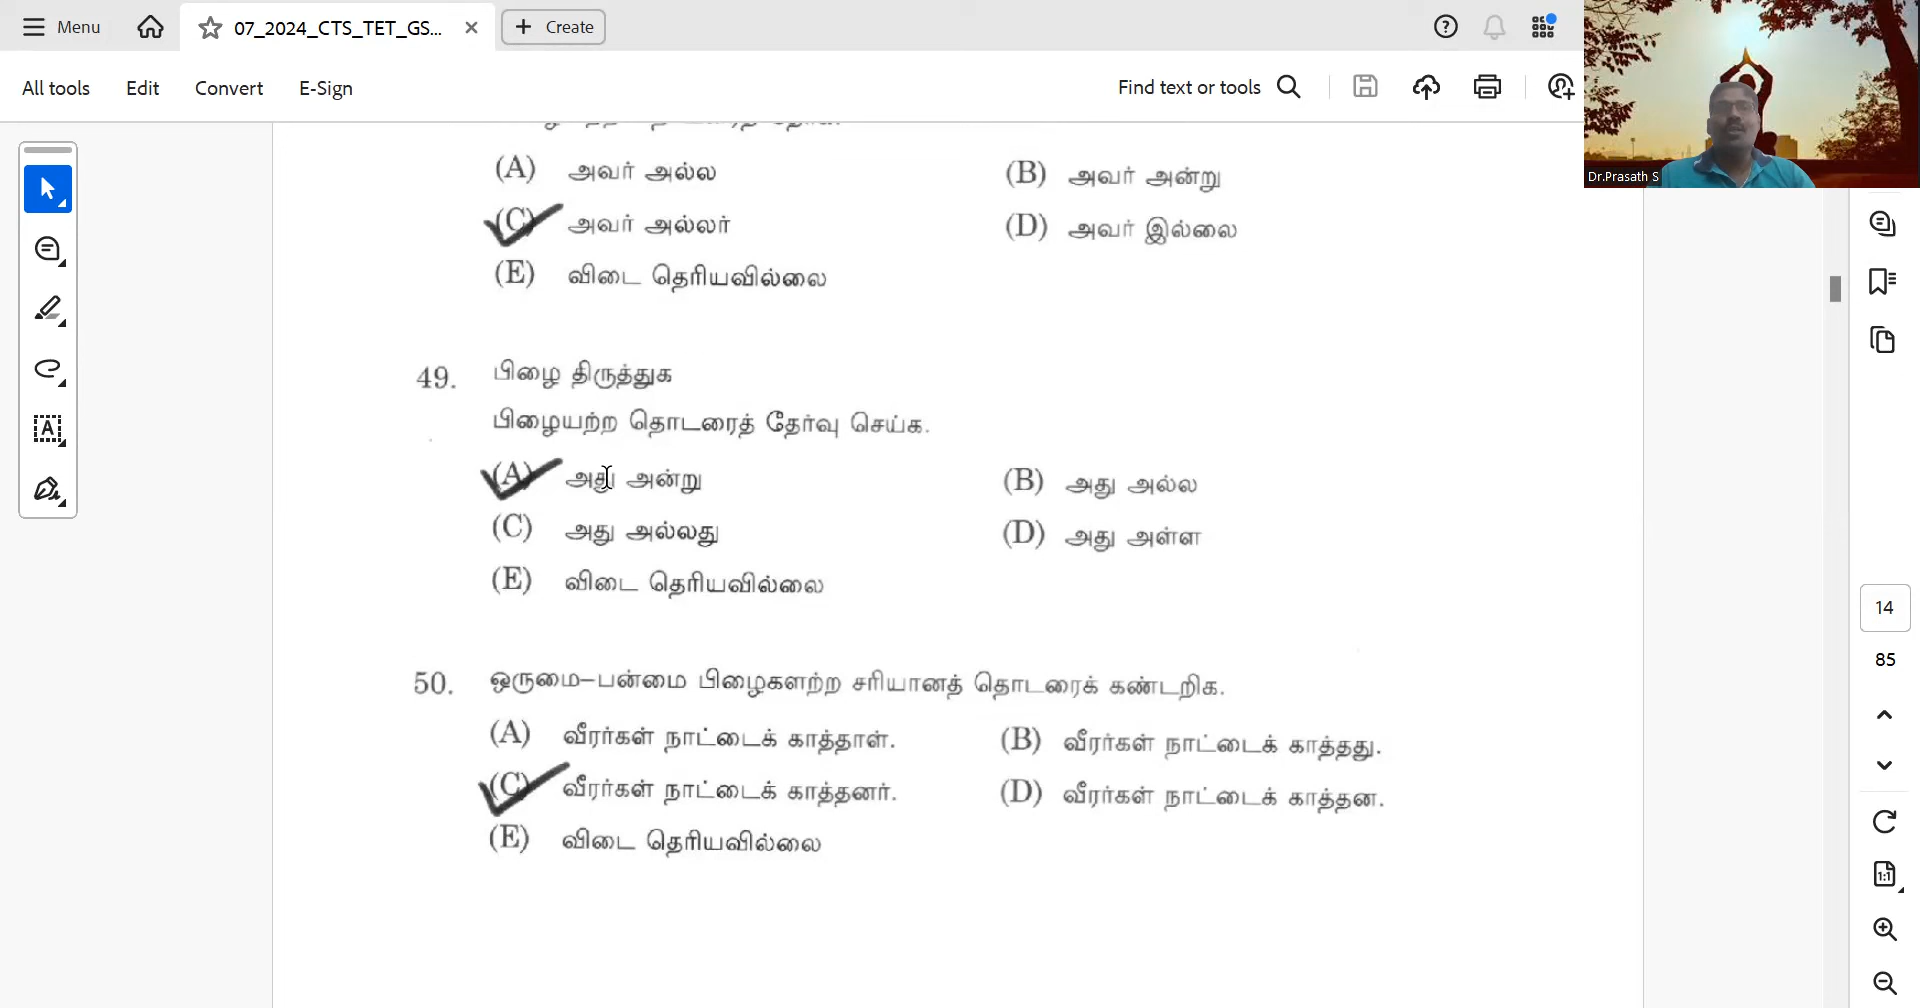 Menu
07_2024_CTS_TET_GS...
Create
All tools
Edit
Convert
E-Sign
Find text or tools
Dr.Prasath S
(A) அவர் அல்ல
(B) அவர் அன்று
(C) அவர் அல்லர்
(D) அவர் இல்லை
(E) விடை தெரியவில்லை
49. பிழை திருத்துக
பிழையற்ற தொடரைத் தேர்வு செய்க.
(A) அது அன்று
(B) அது அல்ல
(C) அது அல்லது
(D) அது அள்ள
(E) விடை தெரியவில்லை
50. ஒருமை–பன்மை பிழைகளற்ற சரியானத் தொடரைக் கண்டறிக.
(A) வீரர்கள் நாட்டைக் காத்தாள்.
(B) வீரர்கள் நாட்டைக் காத்தது.
(C) வீரர்கள் நாட்டைக் காத்தனர்.
(D) வீரர்கள் நாட்டைக் காத்தன.
(E) விடை தெரியவில்லை
14
85
1:1